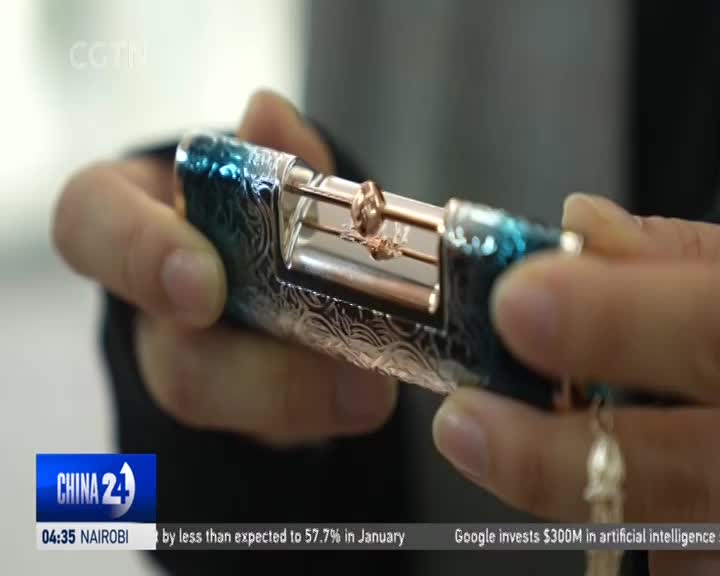 CGTN
CHINA 24
04:35 NAIROBI
by less than expected to 57.7% in January Google invests $300M in artificial intelligence